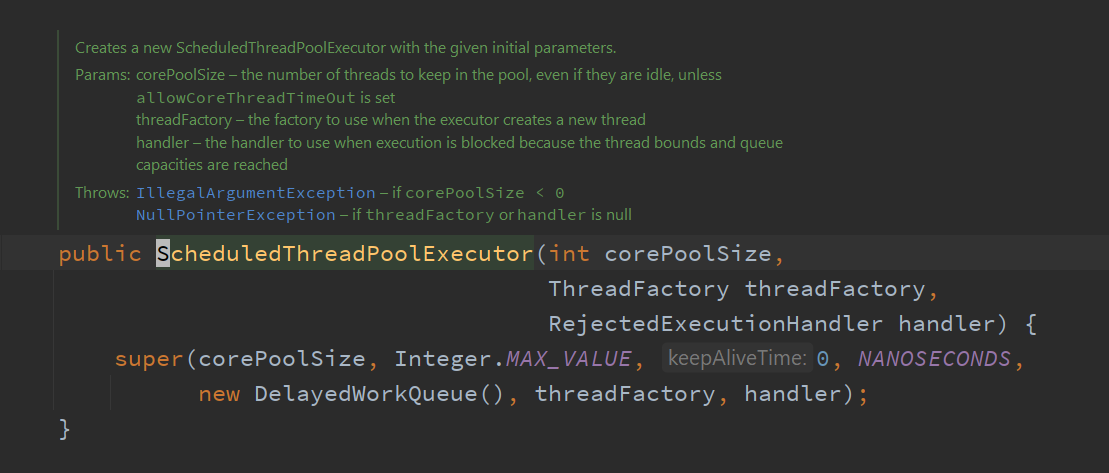 Creates a new ScheduledThreadPoolExecutor with the given initial parameters.
Params: corePoolSize – the number of threads to keep in the pool, even if they are idle, unless
allowCoreThreadTimeOut is set
threadFactory – the factory to use when the executor creates a new thread
handler – the handler to use when execution is blocked because the thread bounds and queue
capacities are reached
Throws: IllegalArgumentException – if corePoolSize < 0
NullPointerException – if threadFactory or handler is null
public ScheduledThreadPoolExecutor(int corePoolSize,
ThreadFactory threadFactory,
RejectedExecutionHandler handler) {
super(corePoolSize, Integer.MAX_VALUE, keepAliveTime: 0, NANOSECONDS,
new DelayedWorkQueue(), threadFactory, handler);
}